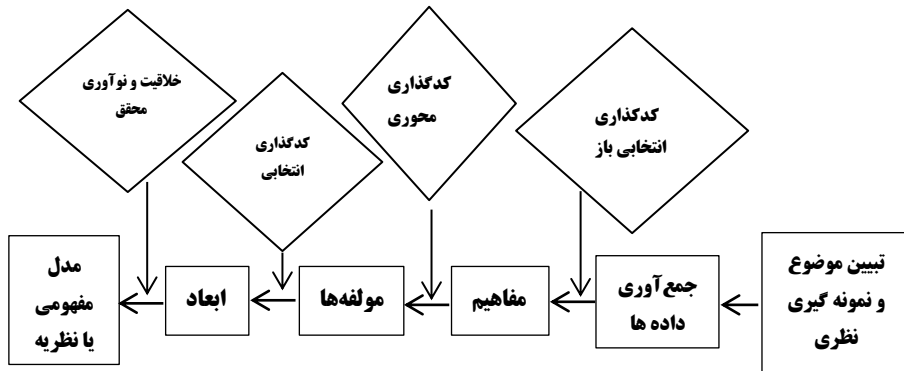 خلاقیت و نوآوری
محقق
کدگذاری
انتخابی
کدگذاری
محوری
کدگذاری
انتخابی باز
تبیین موضوع
و نمونه گیری
نظری
جمع‌آوری
داده ها
مفاهیم
مولفه‌ها
ابعاد
مدل
مفهومی
یا نظریه